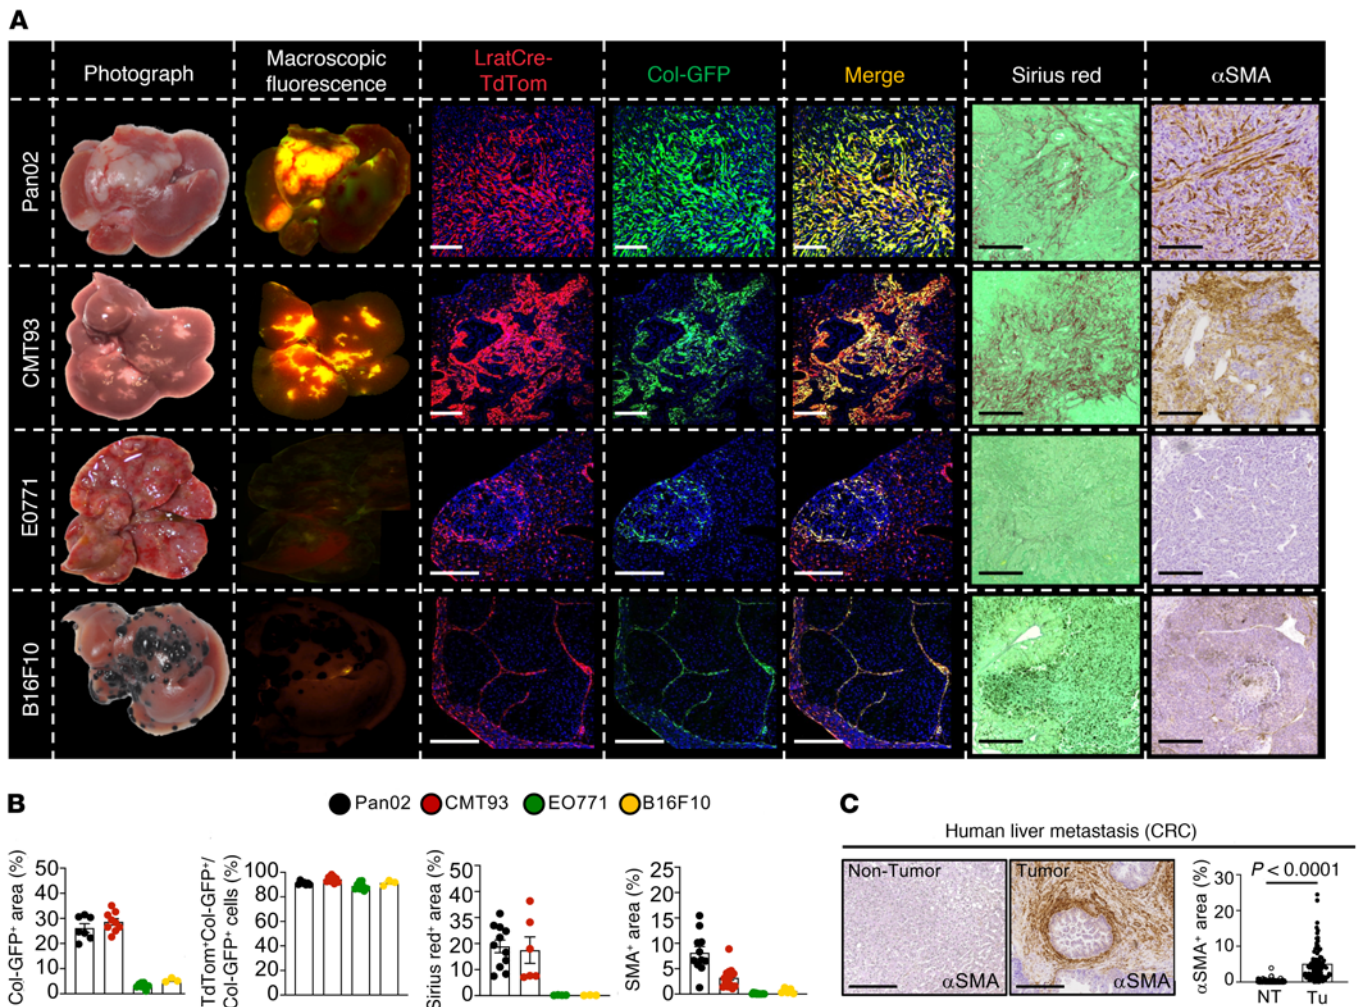 A
Photograph
Macroscopic
fluorescence
LratCre-
TdTom
Col-GFP
Merge
Sirius red
αSMA
Pan02
CMT93
E0771
B16F10
B
Pan02 CMT93 EO771 B16F10
Col-GFP⁺ area (%)
50
40
30
20
10
0
TdTom⁺Col-GFP⁺/
Col-GFP⁺ cells (%)
100
80
60
40
20
0
Sirius red⁺ area (%)
50
40
35
20
10
0
SMA⁺ area (%)
25
20
15
10
5
0
C
Human liver metastasis (CRC)
Non-Tumor
αSMA
Tumor
αSMA
αSMA⁺ area (%)
P < 0.0001
30
20
10
0
NT Tu